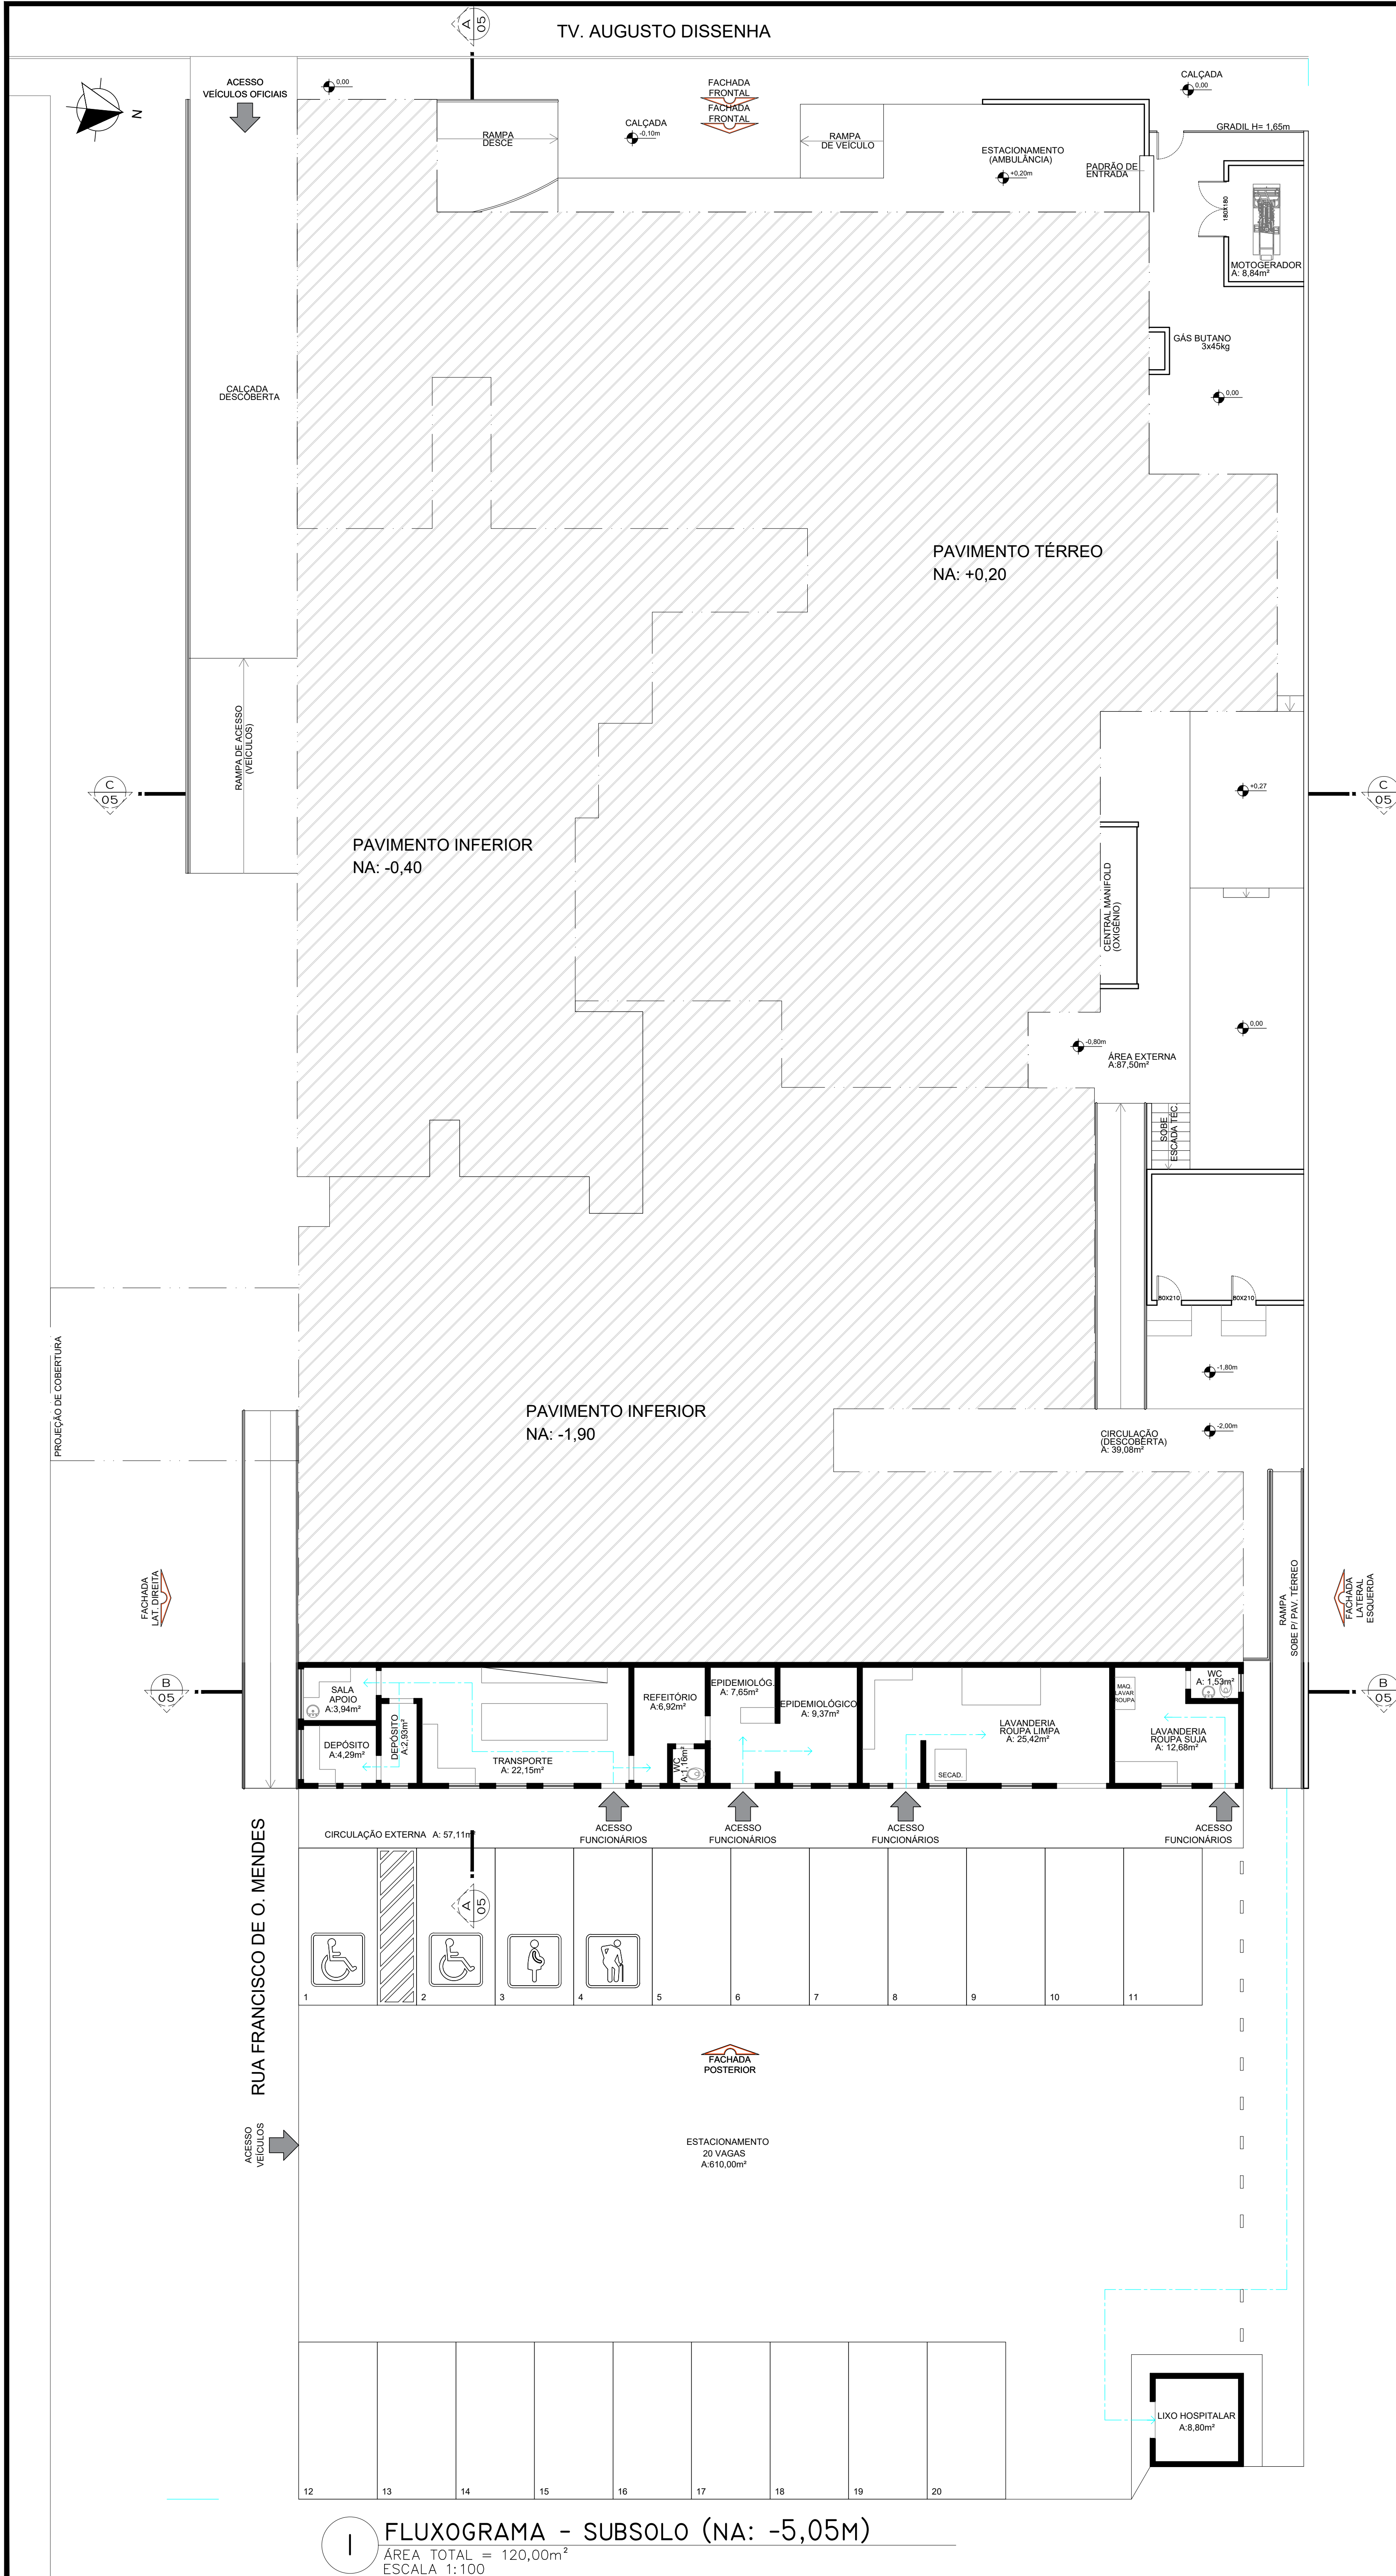 A
05
TV. AUGUSTO DISSENHA
ACESSO
VEÍCULOS OFICIAIS
0,00
FACHADA
FRONTAL
FACHADA
FRONTAL
CALÇADA
0,00
N
RAMPA
DESCE
CALÇADA
-0,10m
RAMPA
DE VEÍCULO
ESTACIONAMENTO
(AMBULÂNCIA)
+0,20m
PADRÃO DE
ENTRADA
GRADIL H= 1,65m
180X180
MOTOGERADOR
A: 8,84m²
GÁS BUTANO
3x45kg
0,00
CALÇADA
DESCOBERTA
PAVIMENTO TÉRREO
NA: +0,20
RAMPA DE ACESSO
(VEÍCULOS)
C
05
+0,27
C
05
PAVIMENTO INFERIOR
NA: -0,40
CENTRAL MANIFOLD
(OXIGÊNIO)
0,00
-0,80m
ÁREA EXTERNA
A:87,50m²
SOBE
ESCADA TÉC.
80X210
80X210
PROJEÇÃO DE COBERTURA
-1,80m
PAVIMENTO INFERIOR
NA: -1,90
CIRCULAÇÃO
(DESCOBERTA)
A: 39,08m²
-2,00m
FACHADA
LAT. DIREITA
RAMPA
SOBE P/ PAV. TÉRREO
FACHADA
LATERAL
ESQUERDA
B
05
B
05
SALA
APOIO
A:3,94m²
DEPÓSITO
A:4,29m²
DEPÓSITO
A:2,93m²
TRANSPORTE
A: 22,15m²
REFEITÓRIO
A:6,92m²
WC
A:1,16m²
EPIDEMIOLÓG.
A: 7,65m²
EPIDEMIOLÓGICO
A: 9,37m²
LAVANDERIA
ROUPA LIMPA
A: 25,42m²
SECAD.
MAQ.
LAVAR
ROUPA
WC
A: 1,53m²
LAVANDERIA
ROUPA SUJA
A: 12,68m²
ACESSO
FUNCIONÁRIOS
ACESSO
FUNCIONÁRIOS
ACESSO
FUNCIONÁRIOS
ACESSO
FUNCIONÁRIOS
CIRCULAÇÃO EXTERNA A: 57,11m²
RUA FRANCISCO DE O. MENDES
A
05
1
2
3
4
5
6
7
8
9
10
11
FACHADA
POSTERIOR
ACESSO
VEÍCULOS
ESTACIONAMENTO
20 VAGAS
A:610,00m²
LIXO HOSPITALAR
A:8,80m²
12
13
14
15
16
17
18
19
20
1
FLUXOGRAMA - SUBSOLO (NA: -5,05M)
ÁREA TOTAL = 120,00m²
ESCALA 1:100